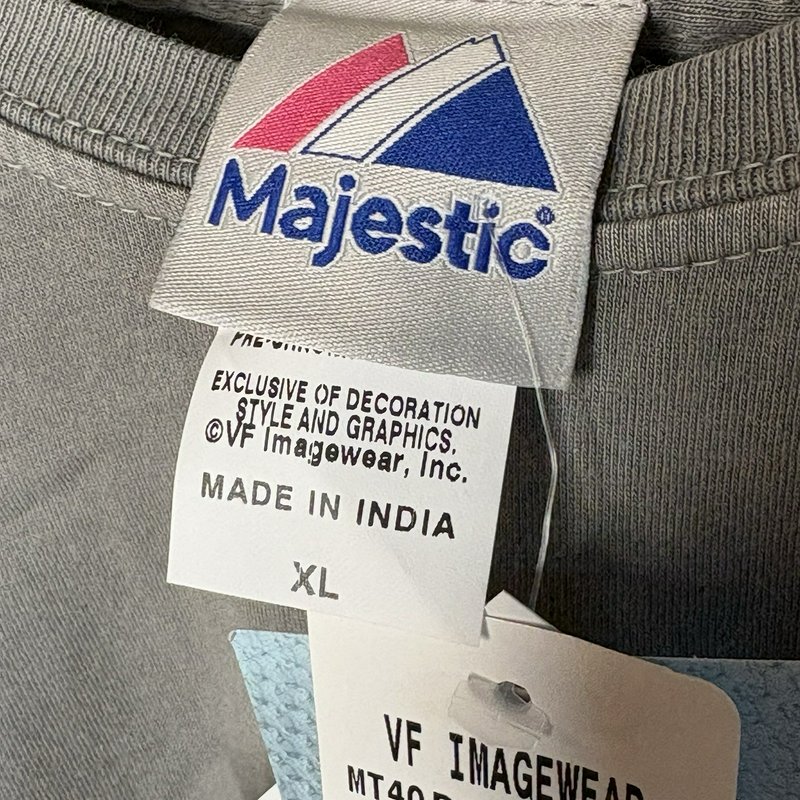 Majestic®
EXCLUSIVE OF DECORATION
STYLE AND GRAPHICS.
©VF Imagewear, Inc.
MADE IN INDIA
XL
VF IMAGEWEAR